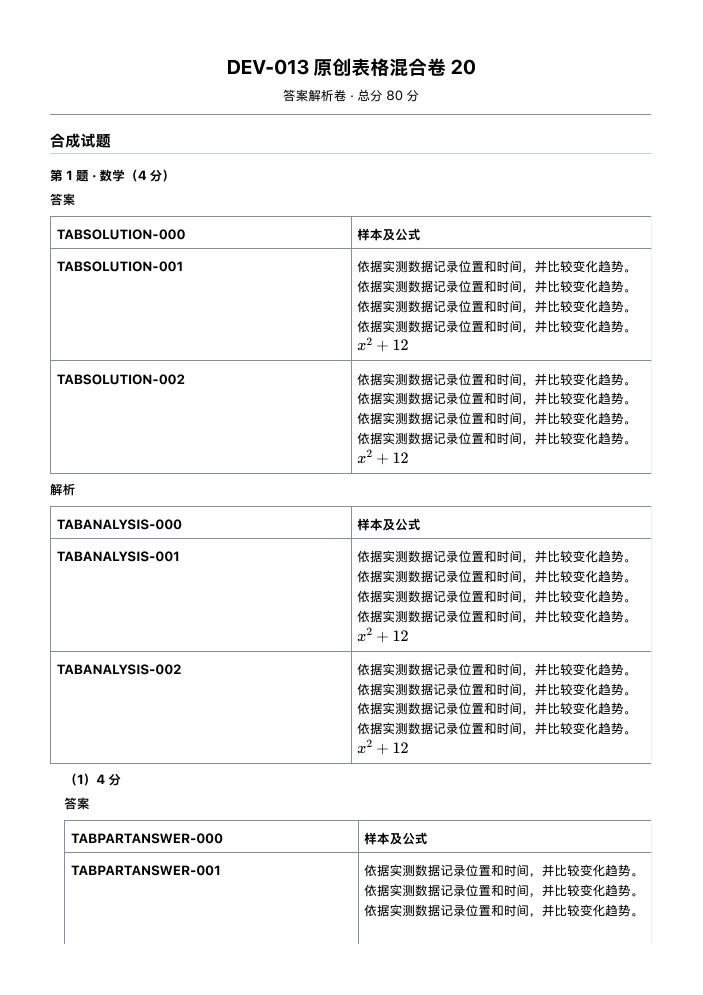 DEV-013 原创表格混合卷 20
答案解析卷 · 总分 80 分
合成试题
第 1 题 · 数学（4 分）
答案
TABSOLUTION-000 样本及公式
TABSOLUTION-001 依据实测数据记录位置和时间，并比较变化趋势。
依据实测数据记录位置和时间，并比较变化趋势。
依据实测数据记录位置和时间，并比较变化趋势。
依据实测数据记录位置和时间，并比较变化趋势。
x² + 12
TABSOLUTION-002 依据实测数据记录位置和时间，并比较变化趋势。
依据实测数据记录位置和时间，并比较变化趋势。
依据实测数据记录位置和时间，并比较变化趋势。
依据实测数据记录位置和时间，并比较变化趋势。
x² + 12
解析
TABANALYSIS-000 样本及公式
TABANALYSIS-001 依据实测数据记录位置和时间，并比较变化趋势。
依据实测数据记录位置和时间，并比较变化趋势。
依据实测数据记录位置和时间，并比较变化趋势。
依据实测数据记录位置和时间，并比较变化趋势。
x² + 12
TABANALYSIS-002 依据实测数据记录位置和时间，并比较变化趋势。
依据实测数据记录位置和时间，并比较变化趋势。
依据实测数据记录位置和时间，并比较变化趋势。
依据实测数据记录位置和时间，并比较变化趋势。
x² + 12
（1）4 分
答案
TABPARTANSWER-000 样本及公式
TABPARTANSWER-001 依据实测数据记录位置和时间，并比较变化趋势。
依据实测数据记录位置和时间，并比较变化趋势。
依据实测数据记录位置和时间，并比较变化趋势。